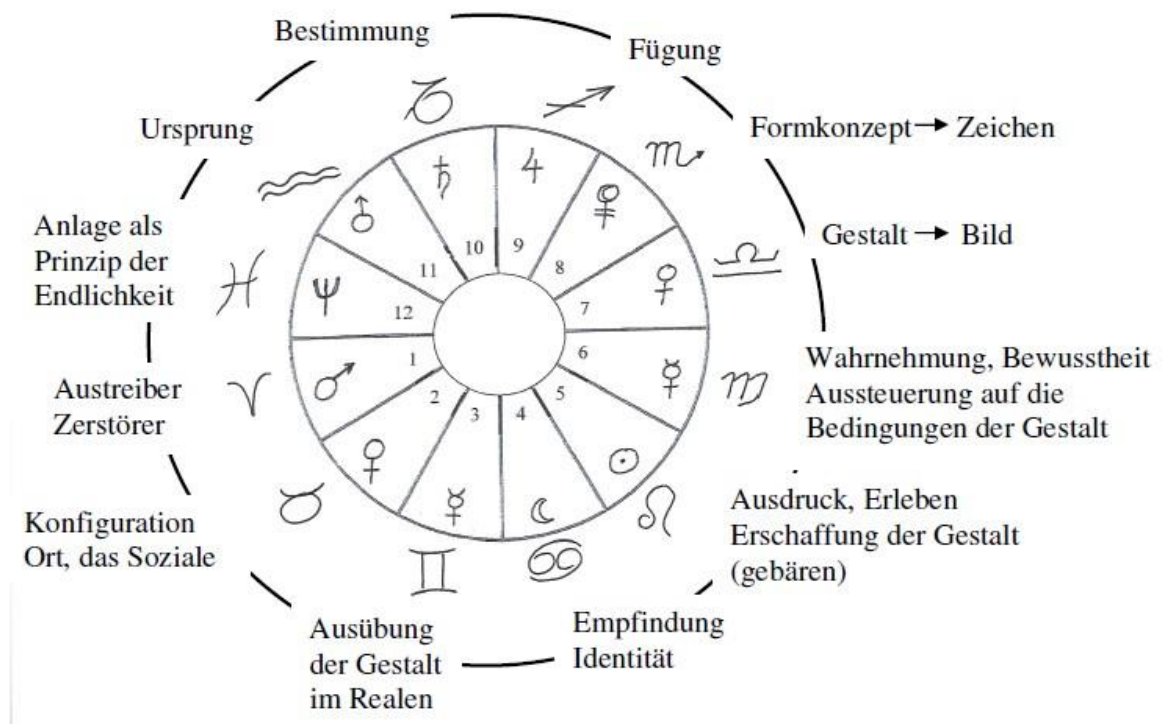 Bestimmung
Fügung
Ursprung
Formkonzept → Zeichen
Anlage als
Prinzip der
Endlichkeit
Gestalt → Bild
Wahrnehmung, Bewusstheit
Aussteuerung auf die
Bedingungen der Gestalt
Austreiber
Zerstörer
Ausdruck, Erleben
Erschaffung der Gestalt
(gebären)
Konfiguration
Ort, das Soziale
Ausübung
der Gestalt
im Realen
Empfindung
Identität
10
9
11
8
12
7
1
6
2
3
4
5